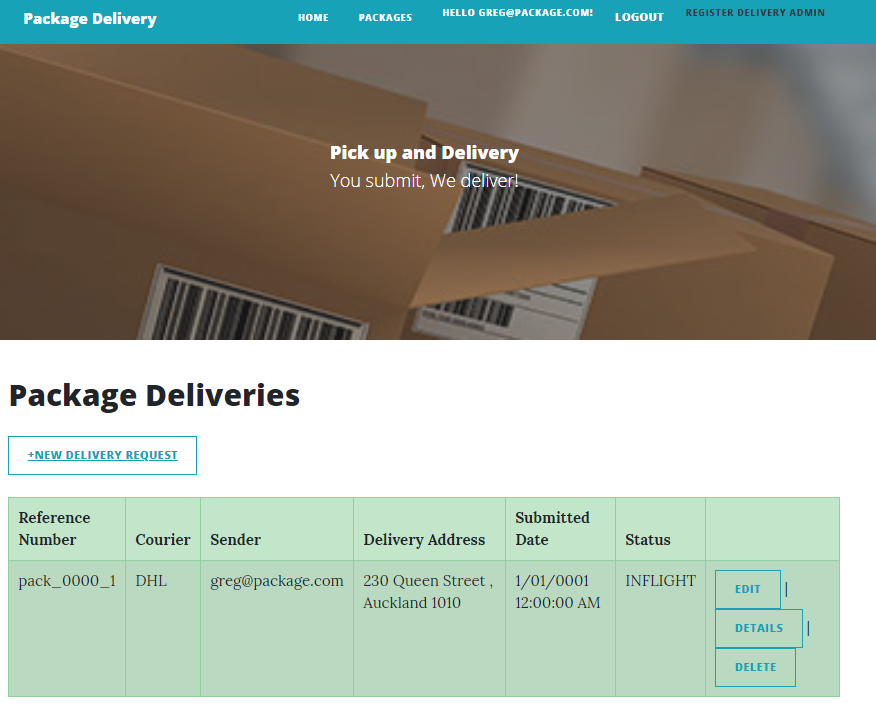 Package Delivery HOME PACKAGES HELLO GREG@PACKAGE.COM! LOGOUT REGISTER DELIVERY ADMIN
Pick up and Delivery
You submit, We deliver!
Package Deliveries
+NEW DELIVERY REQUEST
Reference Number Courier Sender Delivery Address Submitted Date Status
pack_0000_1 DHL greg@package.com 230 Queen Street , Auckland 1010 1/01/0001 12:00:00 AM INFLIGHT
EDIT |
DETAILS |
DELETE